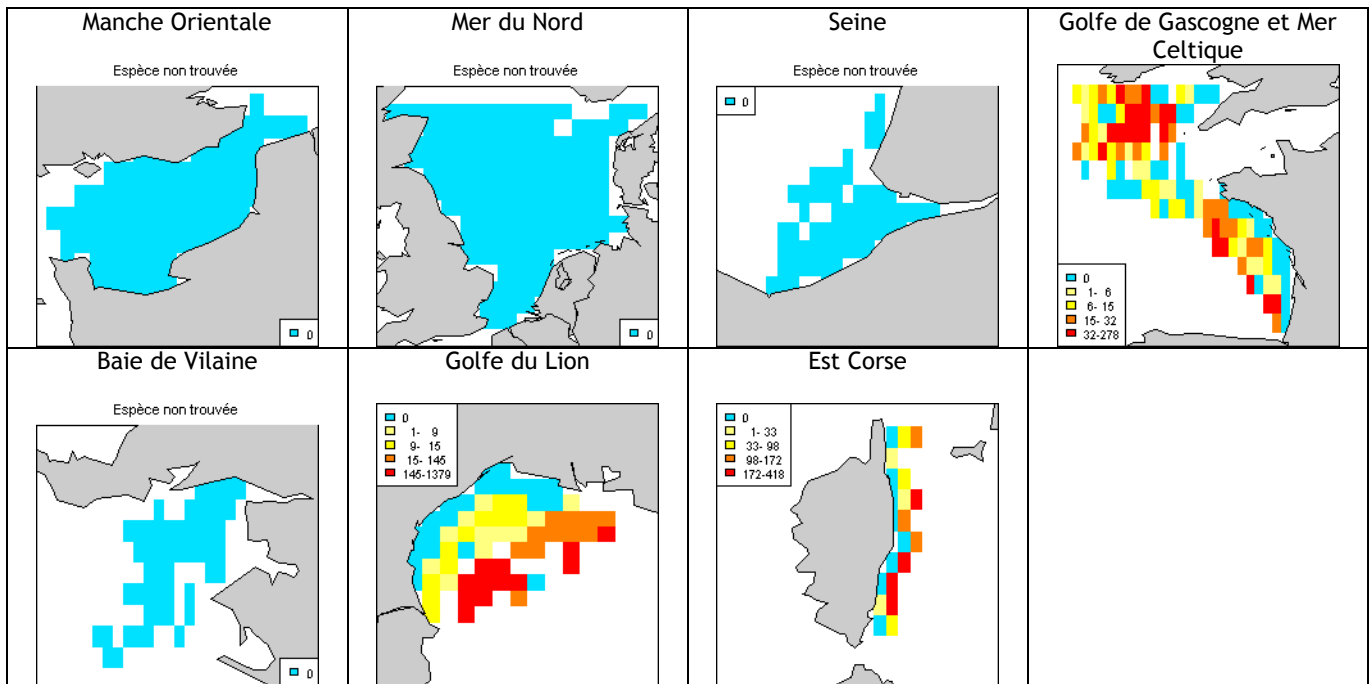 Manche Orientale
Espèce non trouvée
0
Mer du Nord
Espèce non trouvée
0
Seine
Espèce non trouvée
0
Golfe de Gascogne et Mer
Celtique
0
1- 6
6- 15
15- 32
32-278
Baie de Vilaine
Espèce non trouvée
0
Golfe du Lion
0
1- 9
9- 15
15- 145
145-1379
Est Corse
0
1- 33
33- 98
98-172
172-418